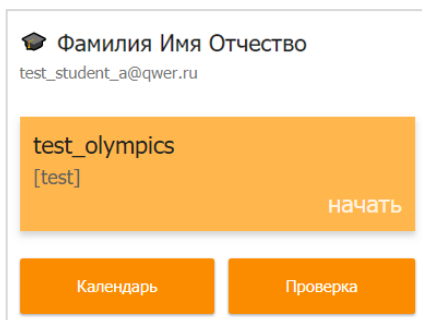 Фамилия Имя Отчество
test_student_a@qwer.ru
test_olympics
[test]
начать
Календарь
Проверка